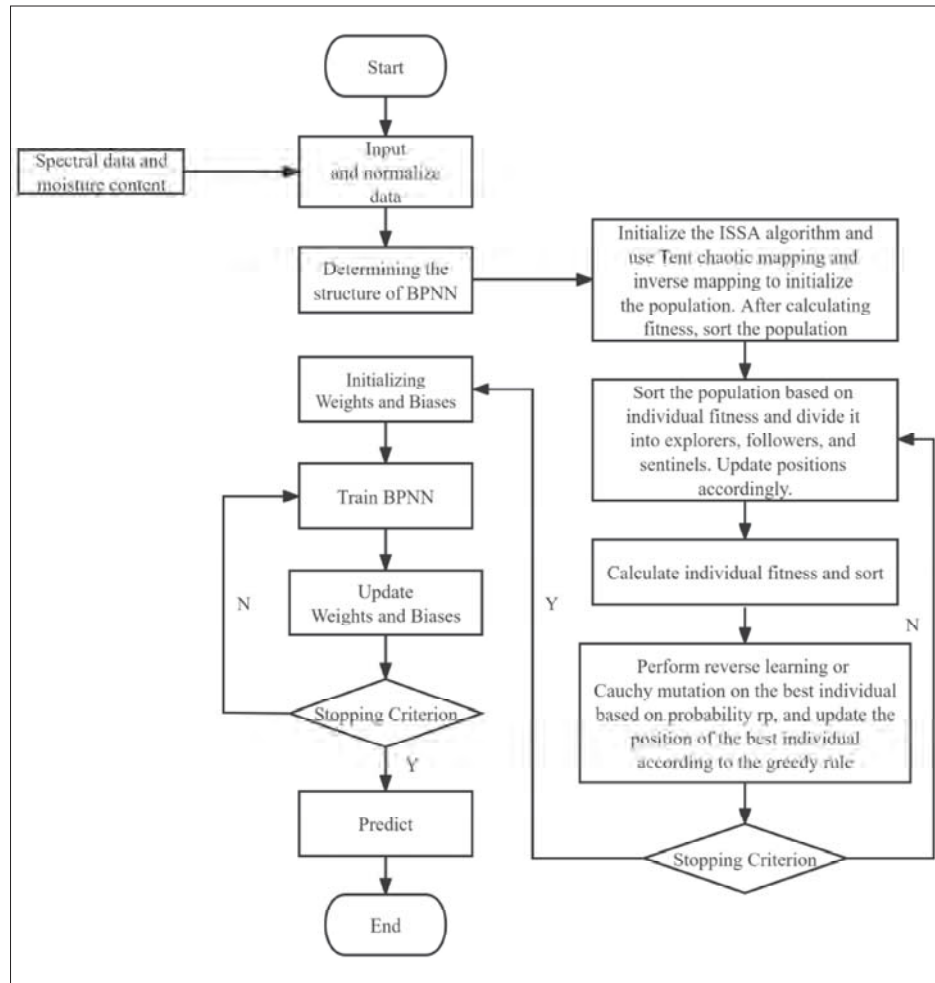 Start
Spectral data and
moisture content
Input
and normalize
data
Determining the
structure of BPNN
Initialize the ISSA algorithm and
use Tent chaotic mapping and
inverse mapping to initialize
the population. After calculating
fitness, sort the population
Sort the population based on
individual fitness and divide it
into explorers, followers, and
sentinels. Update positions
accordingly.
Calculate individual fitness and sort
Perform reverse learning or
Cauchy mutation on the best individual
based on probability rp, and update the
position of the best individual
according to the greedy rule
Stopping Criterion
N
Y
Initializing
Weights and Biases
Train BPNN
Update
Weights and Biases
N
Stopping Criterion
Y
Predict
End